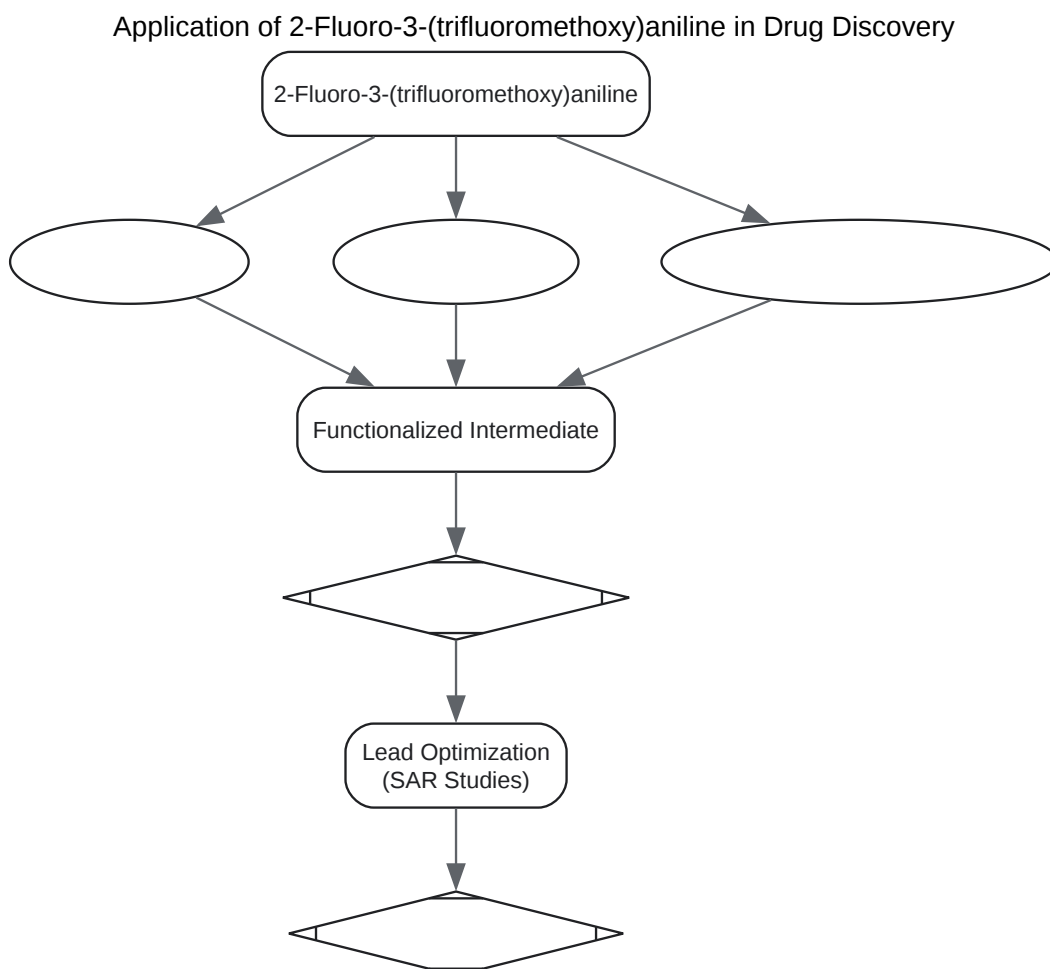 Application of 2-Fluoro-3-(trifluoromethoxy)aniline in Drug Discovery
2-Fluoro-3-(trifluoromethoxy)aniline
Functionalized Intermediate
Lead Optimization
(SAR Studies)